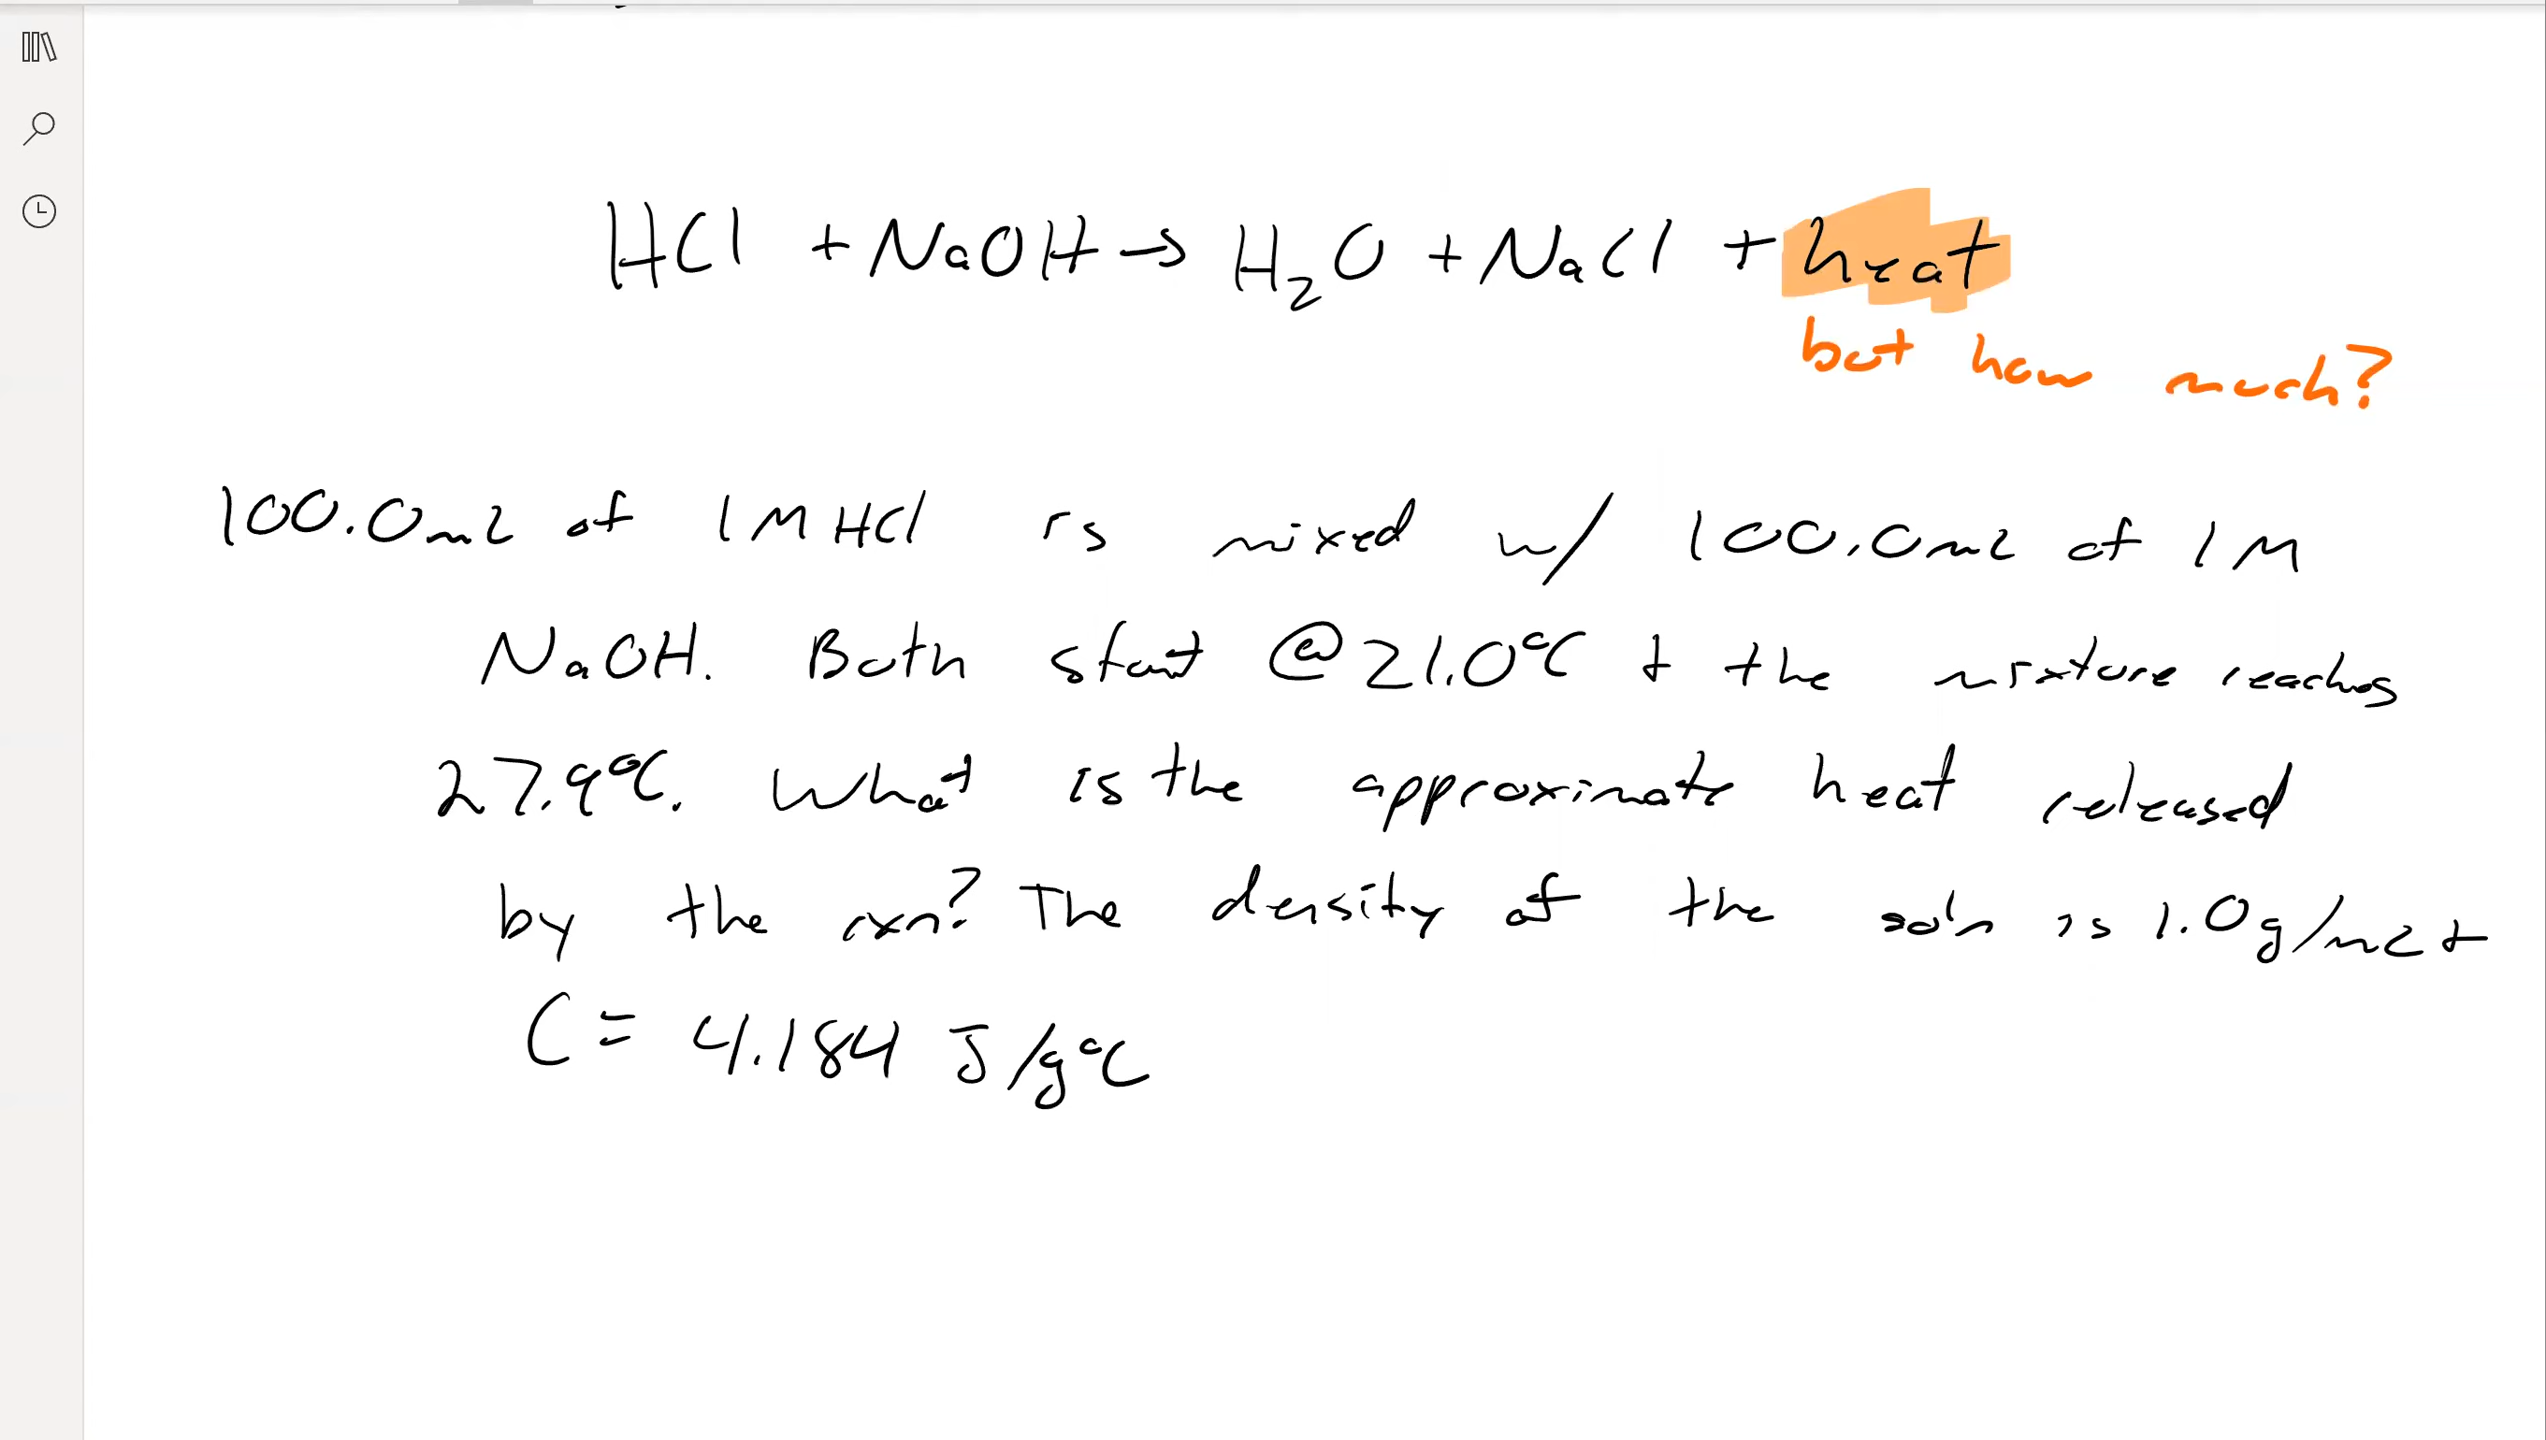 HCl + NaOH → H₂O + NaCl + heat
but how much?
100.0mL of 1M HCl is mixed w/ 100.0mL of 1M
NaOH. Both start @ 21.0°C + the mixture reaches
27.9°C. What is the approximate heat released
by the rxn? The density of the sol'n is 1.0g/mL +
C = 4.184 J/g°C